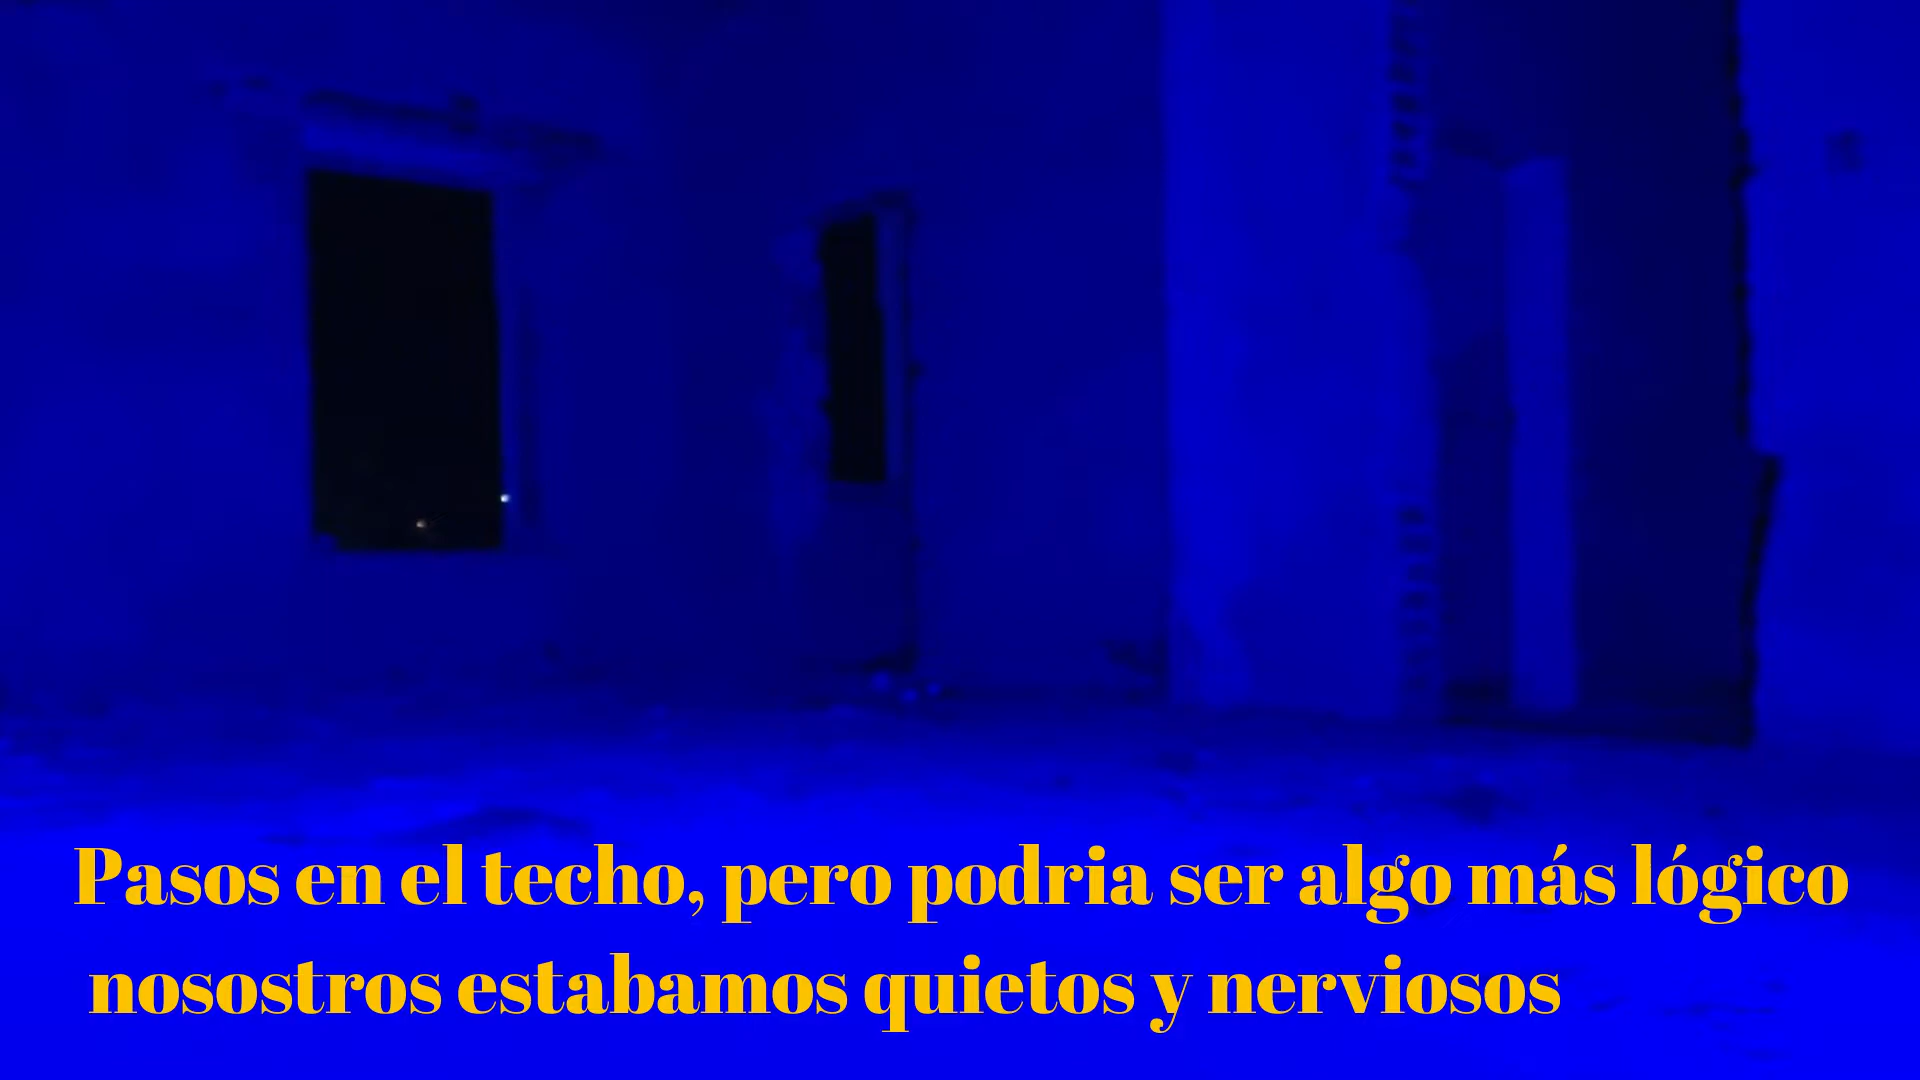 Pasos en el techo, pero podria ser algo más lógico
nosostros estabamos quietos y nerviosos